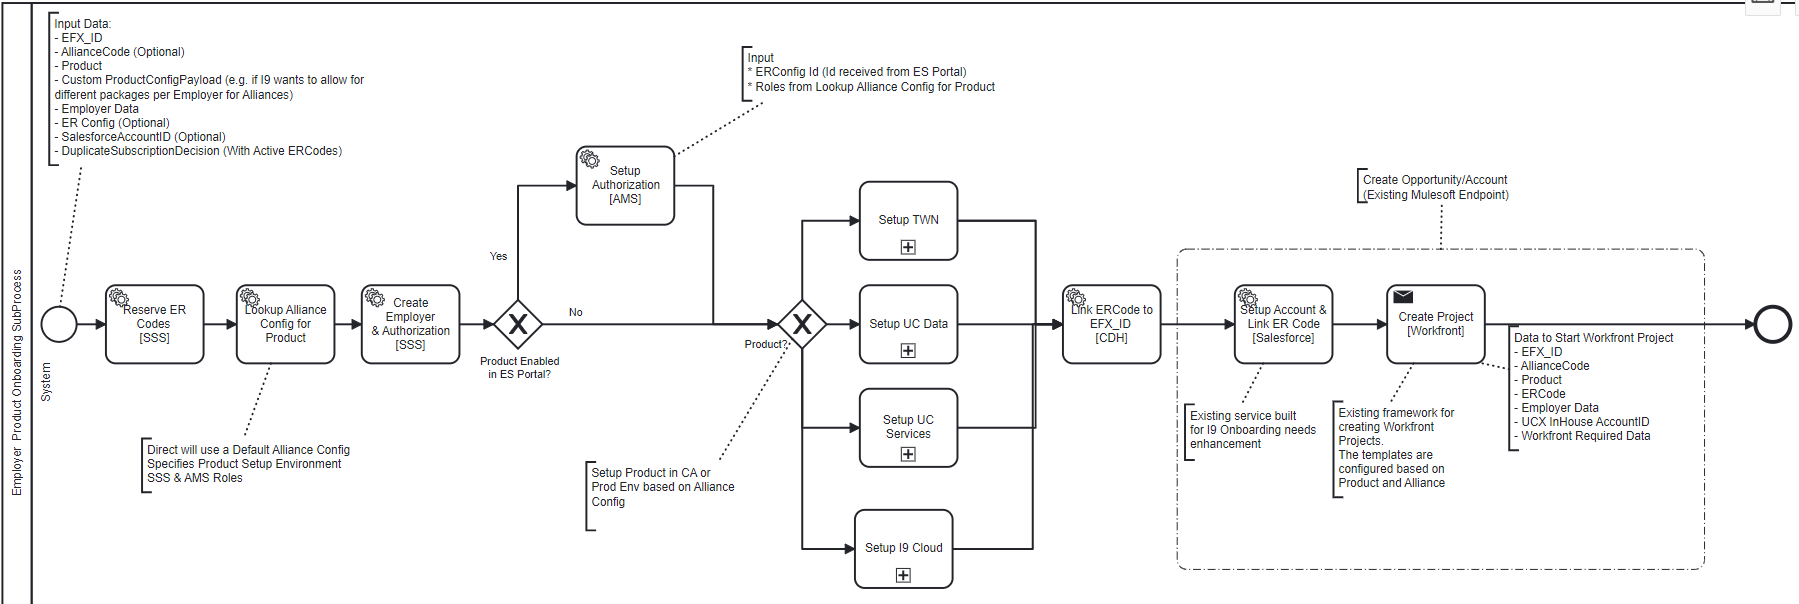 Employer Product Onboarding SubProcess
System
Input Data:
- EFX_ID
- AllianceCode (Optional)
- Product
- Custom ProductConfigPayload (e.g. if I9 wants to allow for
different packages per Employer for Alliances)
- Employer Data
- ER Config (Optional)
- SalesforceAccountID (Optional)
- DuplicateSubscriptionDecision (With Active ERCodes)
Reserve ER
Codes
[SSS]
Lookup Alliance
Config for
Product
Direct will use a Default Alliance Config
Specifies Product Setup Environment
SSS & AMS Roles
Create
Employer
& Authorization
[SSS]
Product Enabled
in ES Portal?
Yes
No
Setup
Authorization
[AMS]
Input
* ERConfig Id (Id received from ES Portal)
* Roles from Lookup Alliance Config for Product
Product?
Setup Product in CA or
Prod Env based on Alliance
Config
Setup TWN
Setup UC Data
Setup UC
Services
Setup I9 Cloud
Link ERCode to
EFX_ID
[CDH]
Create Opportunity/Account
(Existing Mulesoft Endpoint)
Setup Account &
Link ER Code
[Salesforce]
Existing service built
for I9 Onboarding needs
enhancement
Create Project
[Workfront]
Existing framework for
creating Workfront
Projects.
The templates are
configured based on
Product and Alliance
Data to Start Workfront Project
- EFX_ID
- AllianceCode
- Product
- ERCode
- Employer Data
- UCX InHouse AccountID
- Workfront Required Data